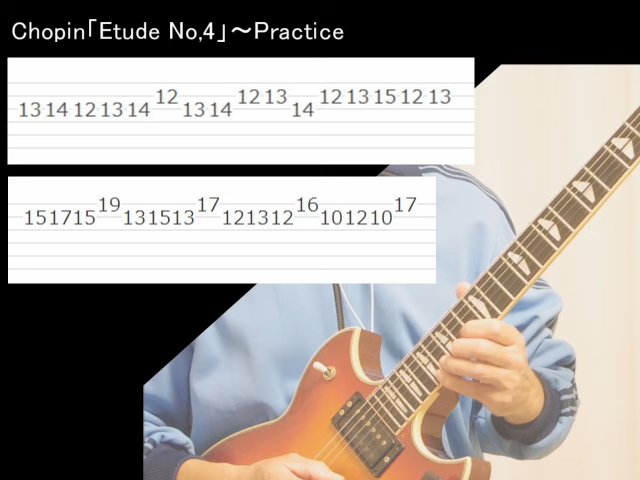 Chopin「Etude No,4」～Practice
13 14 12 13 14 12 13 14 12 13 14 12 13 15 12 13
15 17 15 19 13 15 13 17 12 13 12 16 10 12 10 17